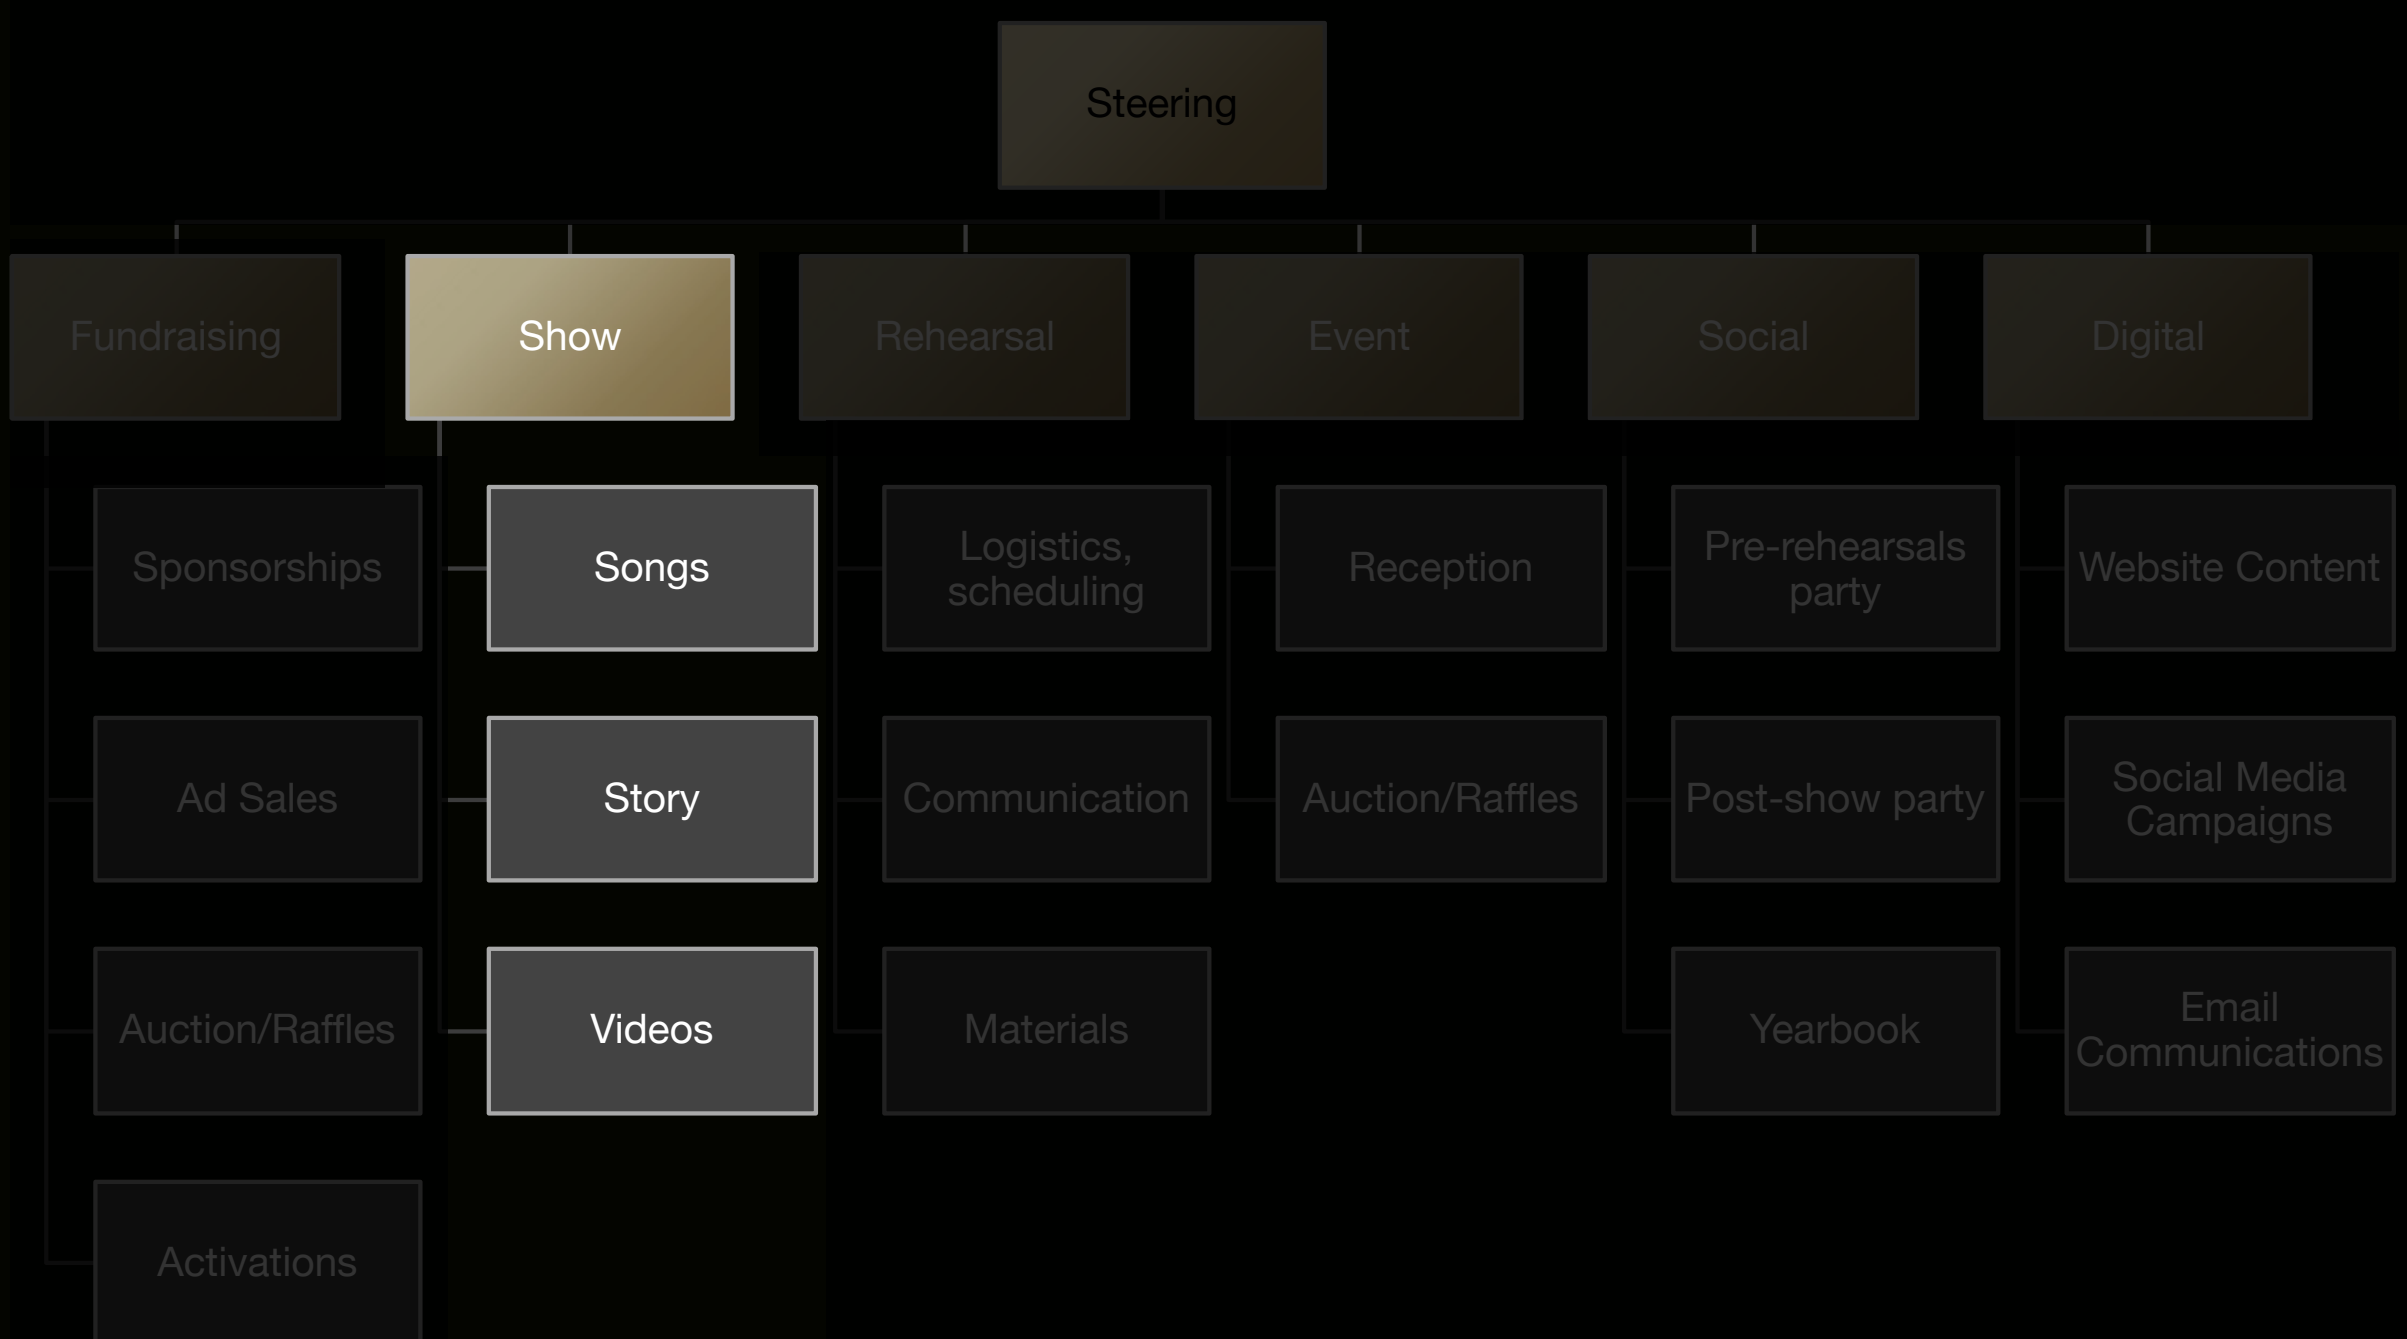 Steering
Fundraising
Show
Rehearsal
Event
Social
Digital
Sponsorships
Songs
Logistics,
scheduling
Reception
Pre-rehearsals
party
Website Content
Ad Sales
Story
Communication
Auction/Raffles
Post-show party
Social Media
Campaigns
Auction/Raffles
Videos
Materials
Yearbook
Email
Communications
Activations